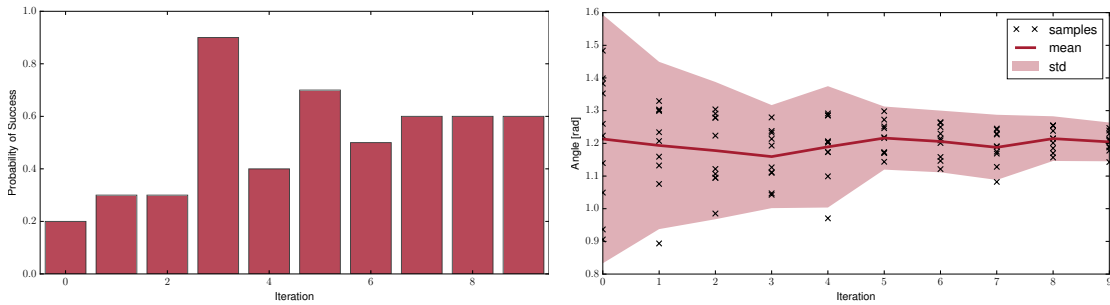 1.0
0.8
0.6
0.4
0.2
0.0
Probability of Success
0 2 4 6 8
Iteration
1.6
1.5
1.4
1.3
1.2
1.1
1.0
0.9
0.8
Angle [rad]
samples
mean
std
0 1 2 3 4 5 6 7 8 9
Iteration